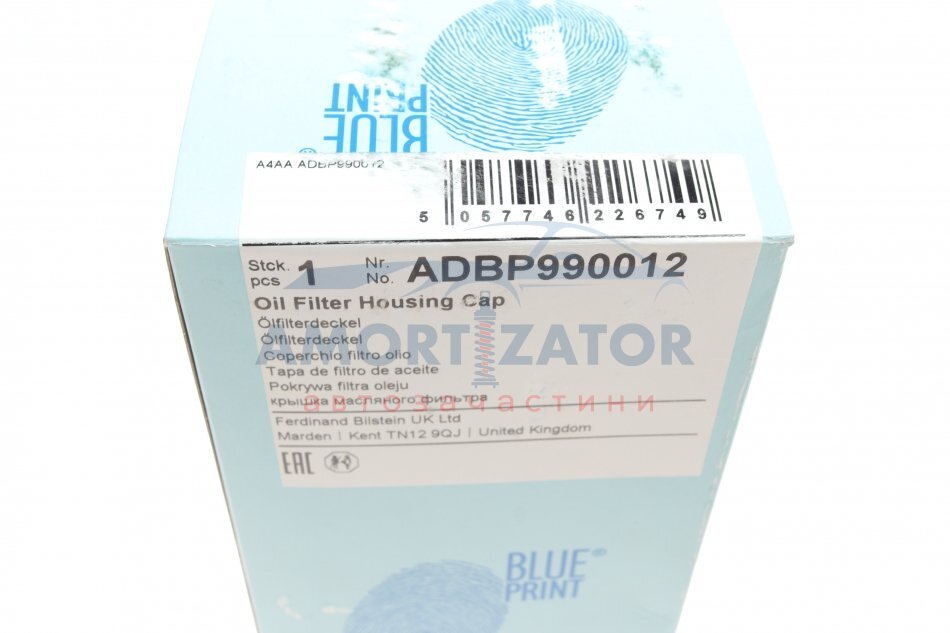 BLUE
PRINT
®
A4AA ADBP990012
5 057746 226749
Stck. 1 Nr. ADBP990012
pcs No.
Oil Filter Housing Cap
Ölfilterdeckel
Ölfilterdeckel
Coperchio filtro olio
Tapa de filtro de aceite
Pokrywa filtra oleju
крышка масляного фильтра
AMORTIZATOR
автозапчастини
Ferdinand Bilstein UK Ltd
Marden | Kent TN12 9QJ | United Kingdom
EAC
BLUE®
PRINT